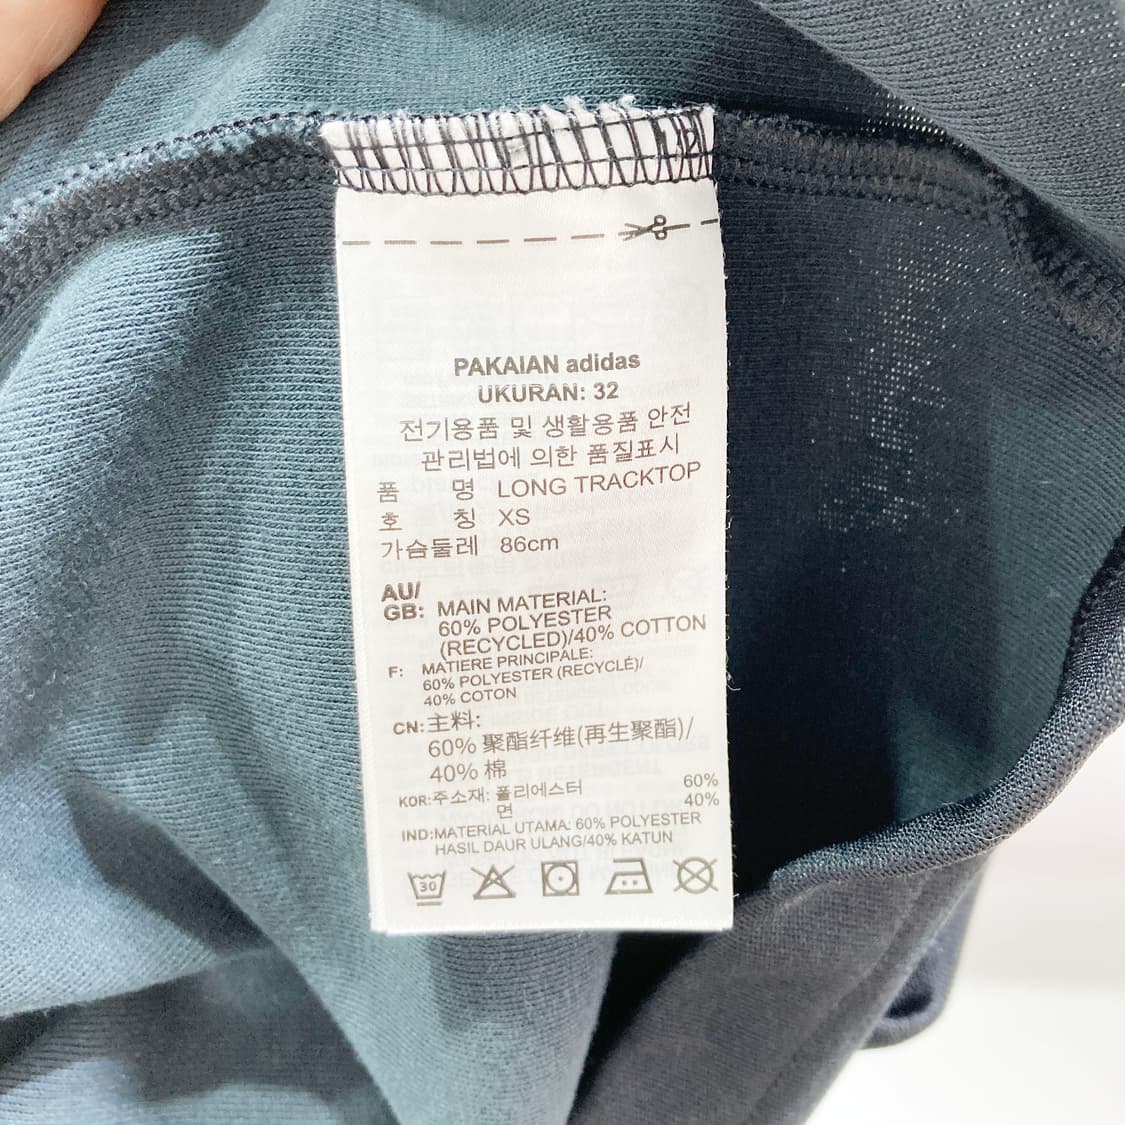 PAKAIAN adidas
UKURAN: 32
전기용품 및 생활용품 안전
관리법에 의한 품질표시
품 명 LONG TRACKTOP
호 칭 XS
가슴둘레 86cm
AU/
GB: MAIN MATERIAL:
60% POLYESTER
(RECYCLED)/40% COTTON
F: MATIERE PRINCIPALE:
60% POLYESTER (RECYCLÉ)/
40% COTON
CN: 主料:
60% 聚酯纤维(再生聚酯)/
40% 棉
KOR:주소재: 폴리에스터 60%
면 40%
IND:MATERIAL UTAMA: 60% POLYESTER
HASIL DAUR ULANG/40% KATUN
30